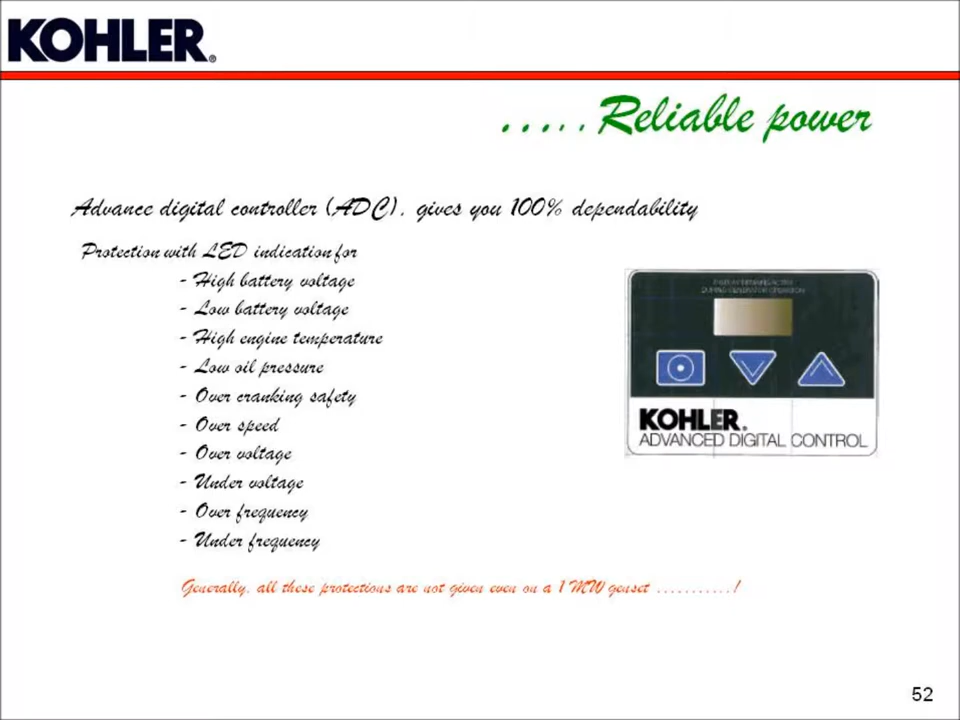 KOHLER®
.....Reliable power
Advance digital controller (ADC), gives you 100% dependability
Protection with LED indication for
- High battery voltage
- Low battery voltage
- High engine temperature
- Low oil pressure
- Over cranking safety
- Over speed
- Over voltage
- Under voltage
- Over frequency
- Under frequency
DURING GENERATOR OPERATION
KOHLER®
ADVANCED DIGITAL CONTROL
Generally, all these protections are not given even on a 1 MW genset ...........!
52